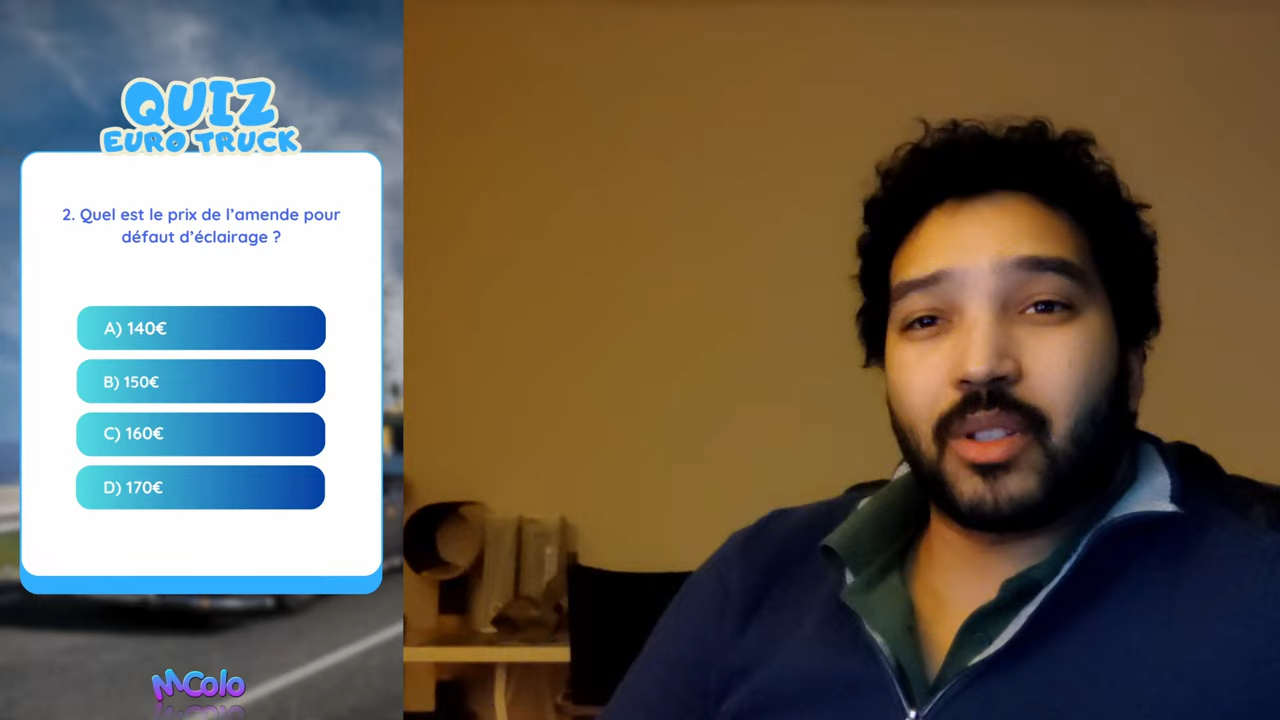 QUIZ
EURO TRUCK
2. Quel est le prix de l'amende pour
défaut d'éclairage ?
A) 140€
B) 150€
C) 160€
D) 170€
MColo